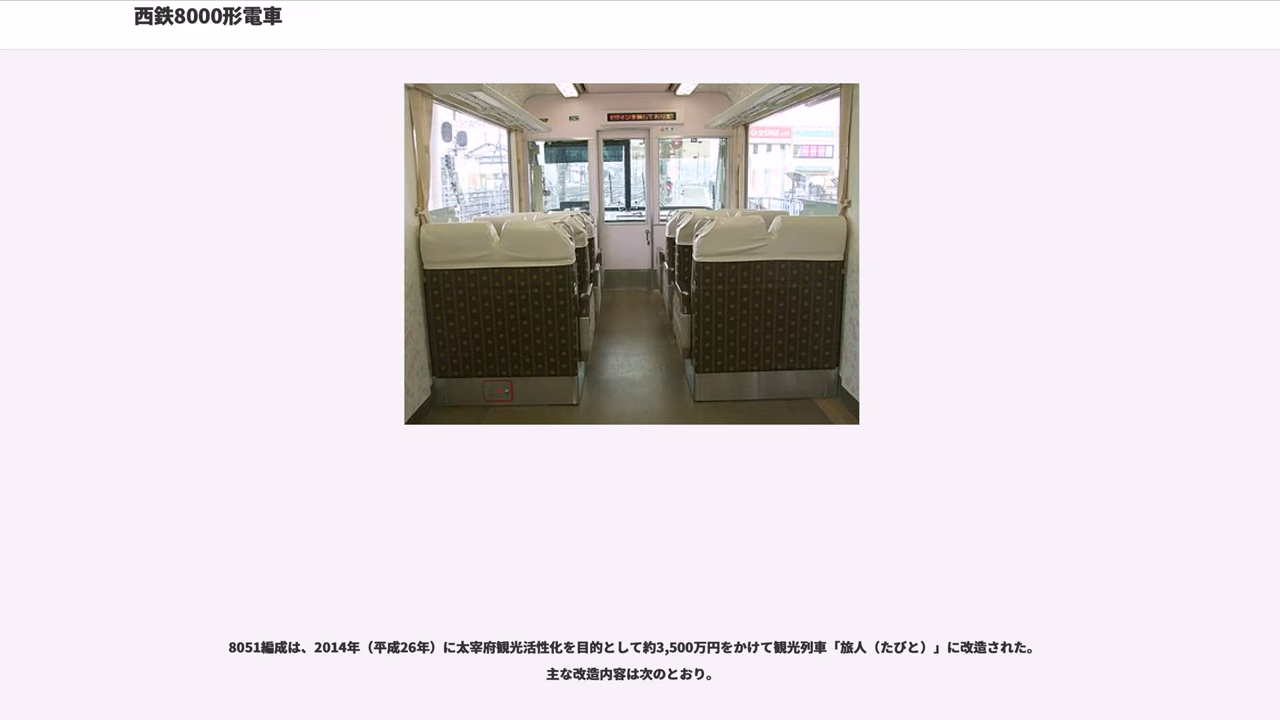 西鉄8000形電車
8051編成は、2014年（平成26年）に太宰府観光活性化を目的として約3,500万円をかけて観光列車「旅人（たびと）」に改造された。
主な改造内容は次のとおり。